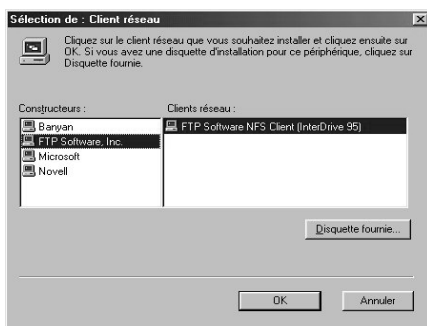 Sélection de : Client réseau
Cliquez sur le client réseau que vous souhaitez installer et cliquez ensuite sur
OK. Si vous avez une disquette d'installation pour ce périphérique, cliquez sur
Disquette fournie.
Constructeurs :
Banyan
FTP Software, Inc.
Microsoft
Novell
Clients réseau :
FTP Software NFS Client (InterDrive 95)
Disquette fournie...
OK
Annuler